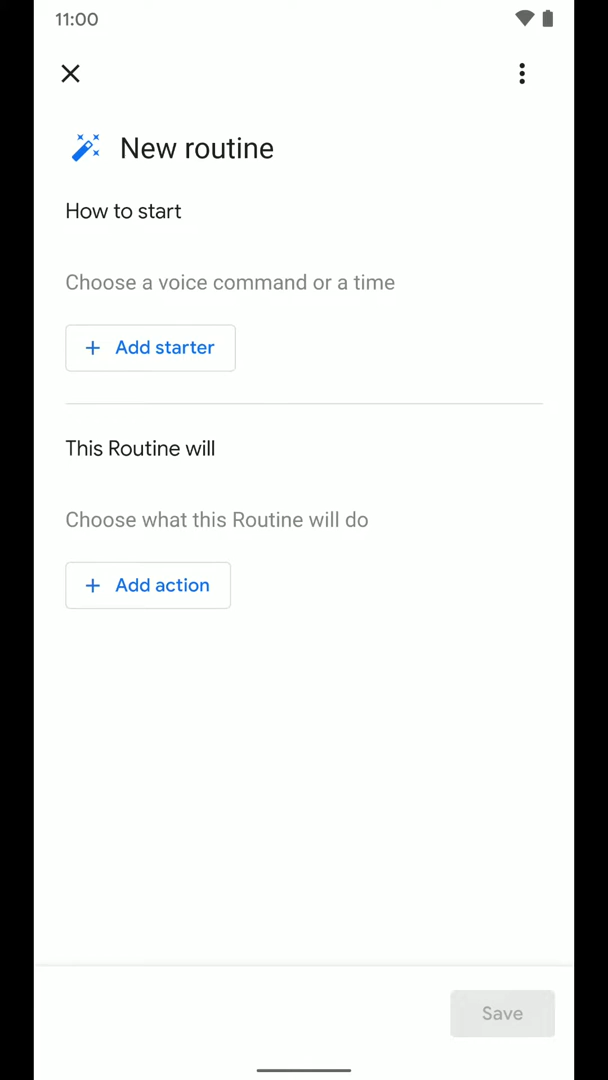 11:00
New routine
How to start
Choose a voice command or a time
+ Add starter
This Routine will
Choose what this Routine will do
+ Add action
Save